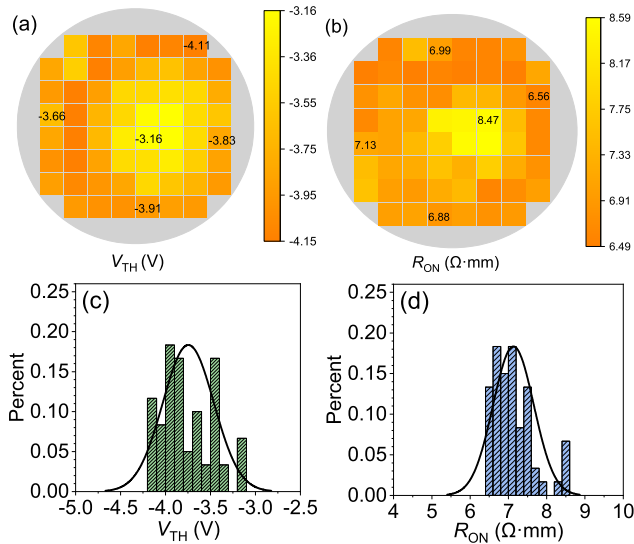 (a)
-4.11
-3.66
-3.16
-3.83
-3.91
-3.16
-3.36
-3.55
-3.75
-3.95
-4.15
V_TH (V)
(b)
6.99
6.56
8.47
7.13
6.88
8.59
8.17
7.75
7.33
6.91
6.49
R_ON (Ω·mm)
(c)
Percent
0.25
0.20
0.15
0.10
0.05
0.00
-5.0 -4.5 -4.0 -3.5 -3.0 -2.5
V_TH (V)
(d)
Percent
0.25
0.20
0.15
0.10
0.05
0.00
4 5 6 7 8 9 10
R_ON (Ω·mm)